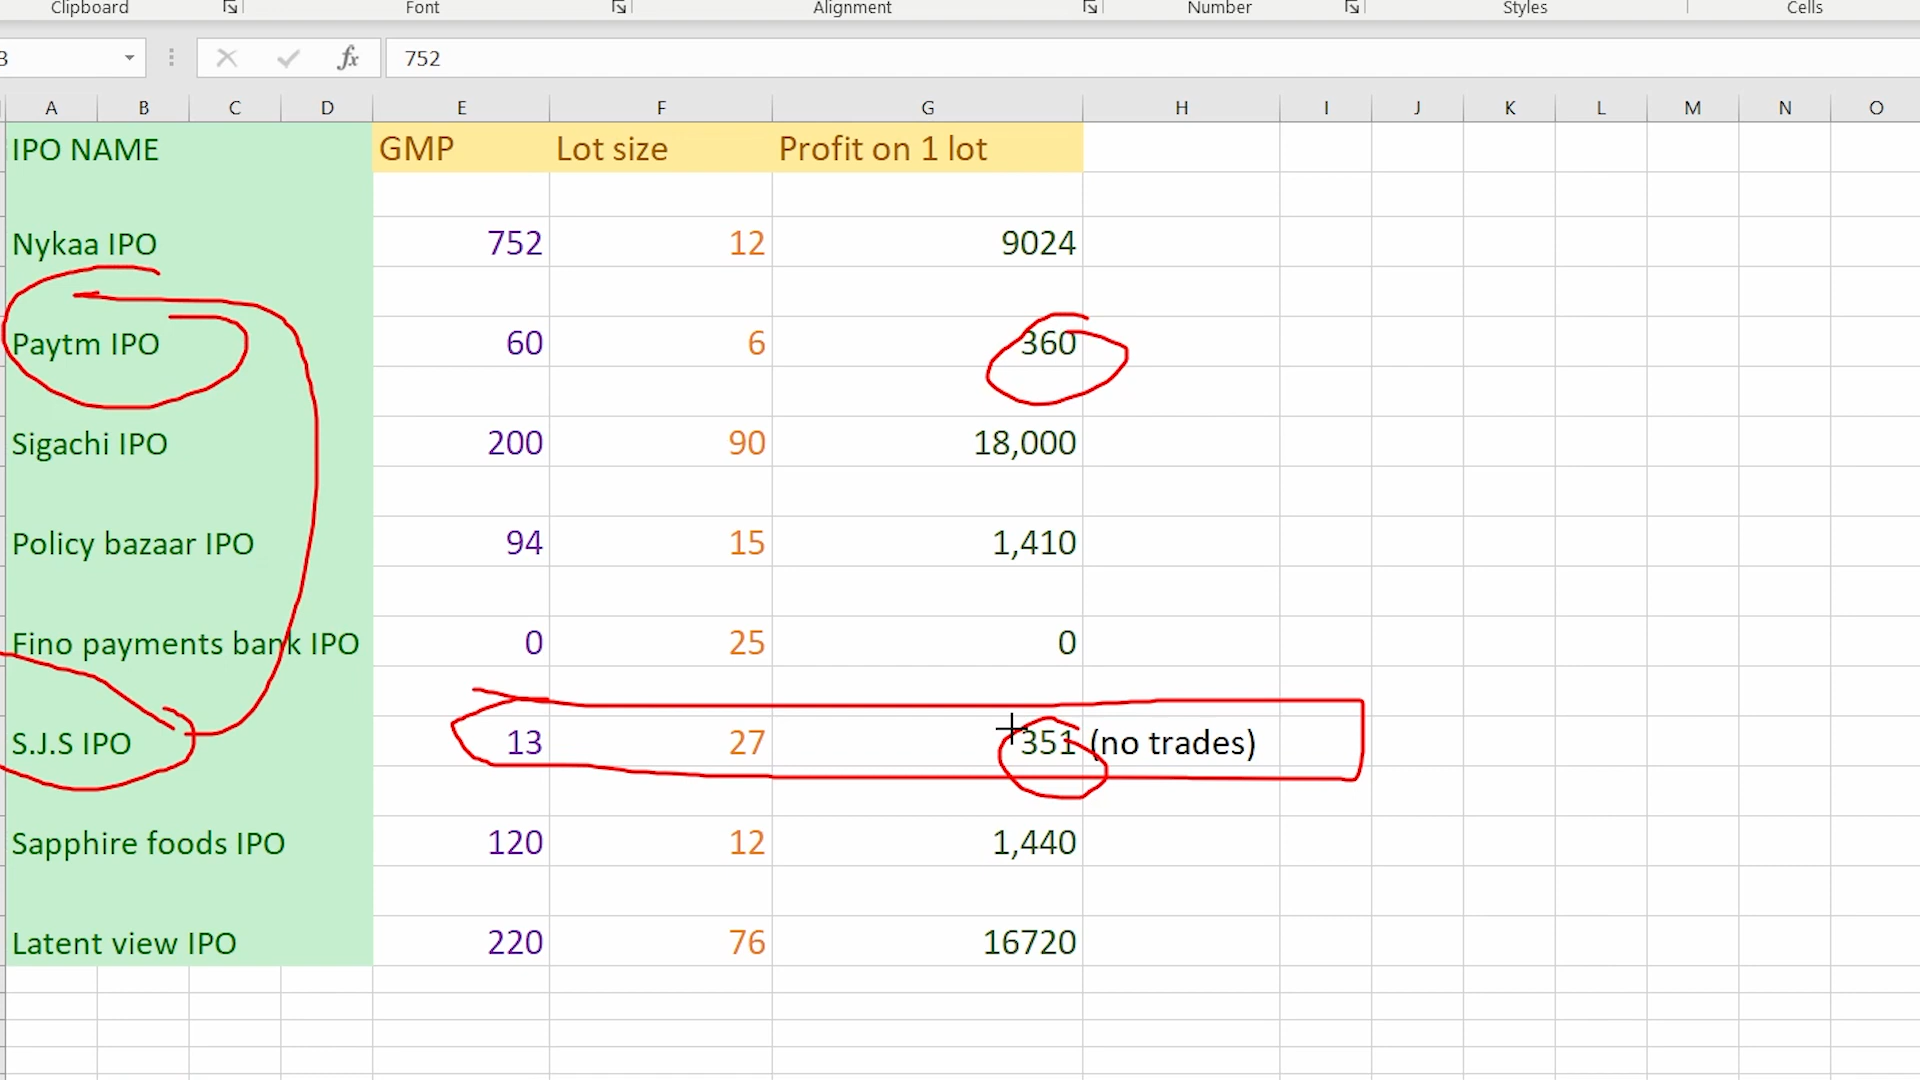 Clipboard Font Alignment Number Styles Cells
fx 752
A B C D E F G H I J K L M N O
IPO NAME GMP Lot size Profit on 1 lot
Nykaa IPO 752 12 9024
Paytm IPO 60 6 360
Sigachi IPO 200 90 18,000
Policy bazaar IPO 94 15 1,410
Fino payments bank IPO 0 25 0
S.J.S IPO 13 27 351 (no trades)
Sapphire foods IPO 120 12 1,440
Latent view IPO 220 76 16720